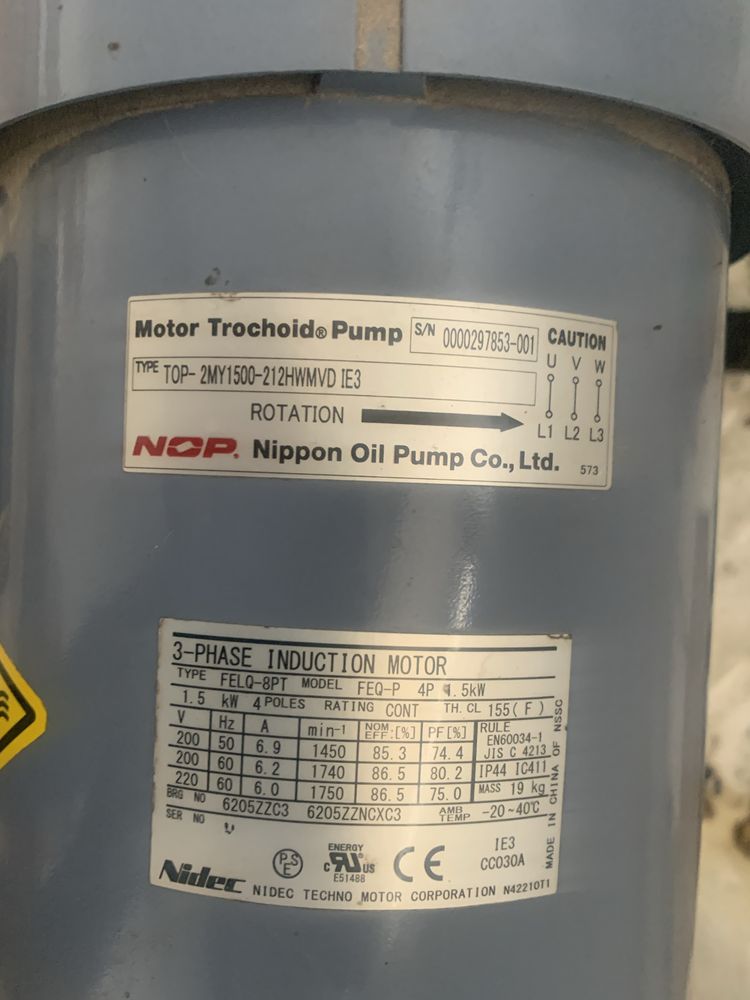 Motor Trochoid® Pump S/N 0000297853-001 CAUTION
TYPE TOP- 2MY1500-212HWMVD IE3 U V W
ROTATION L1 L2 L3
NOP. Nippon Oil Pump Co., Ltd. 573
3-PHASE INDUCTION MOTOR
TYPE FELQ-8PT MODEL FEQ-P 4P 1.5kW
1.5 kW 4 POLES RATING CONT TH. CL 155 ( F )
V Hz A min-1 NOM EFF.[%] PF[%] RULE EN60034-1
200 50 6.9 1450 85.3 74.4 JIS C 4213
200 60 6.2 1740 86.5 80.2 IP44 IC411
220 60 6.0 1750 86.5 75.0 MASS 19 kg
BRG NO 6205ZZC3 6205ZZNCXC3 AMB TEMP -20~40℃
SER NO
PSE ENERGY c RU US E51488 CE IE3 CC030A
Nidec NIDEC TECHNO MOTOR CORPORATION N42210T1
MADE IN CHINA OF NSSC